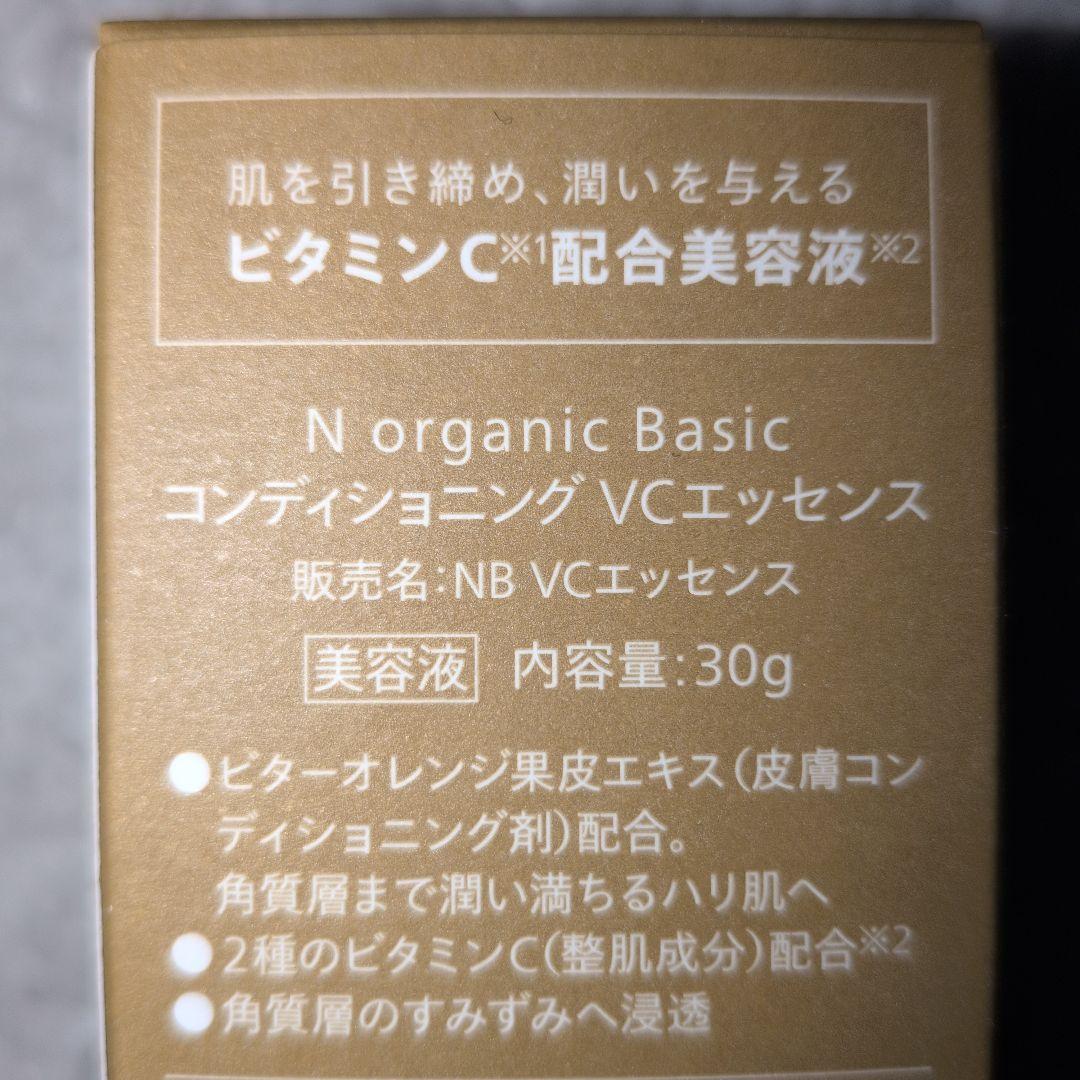 肌を引き締め、潤いを与える
ビタミンC※1配合美容液※2
N organic Basic
コンディショニング VCエッセンス
販売名:NB VCエッセンス
美容液 内容量:30g
●ビターオレンジ果皮エキス(皮膚コン
ディショニング剤)配合。
角質層まで潤い満ちるハリ肌へ
●2種のビタミンC(整肌成分)配合※2
●角質層のすみずみへ浸透